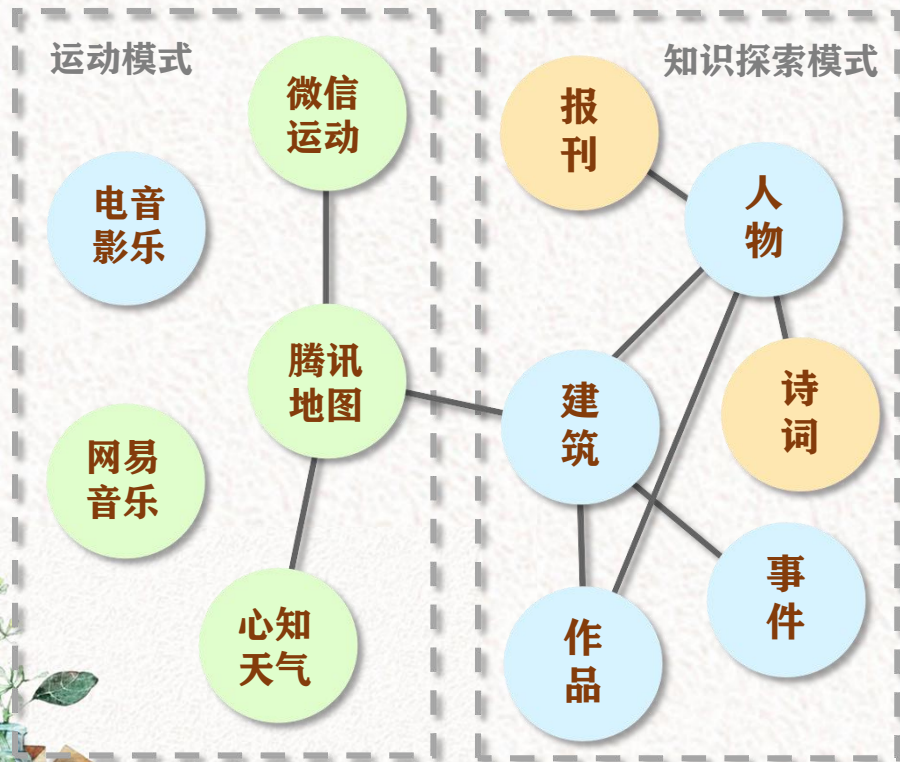 运动模式
微信
运动
电音
影乐
腾讯
地图
网易
音乐
心知
天气
知识探索模式
报
刊
人
物
建
筑
诗
词
事
件
作
品